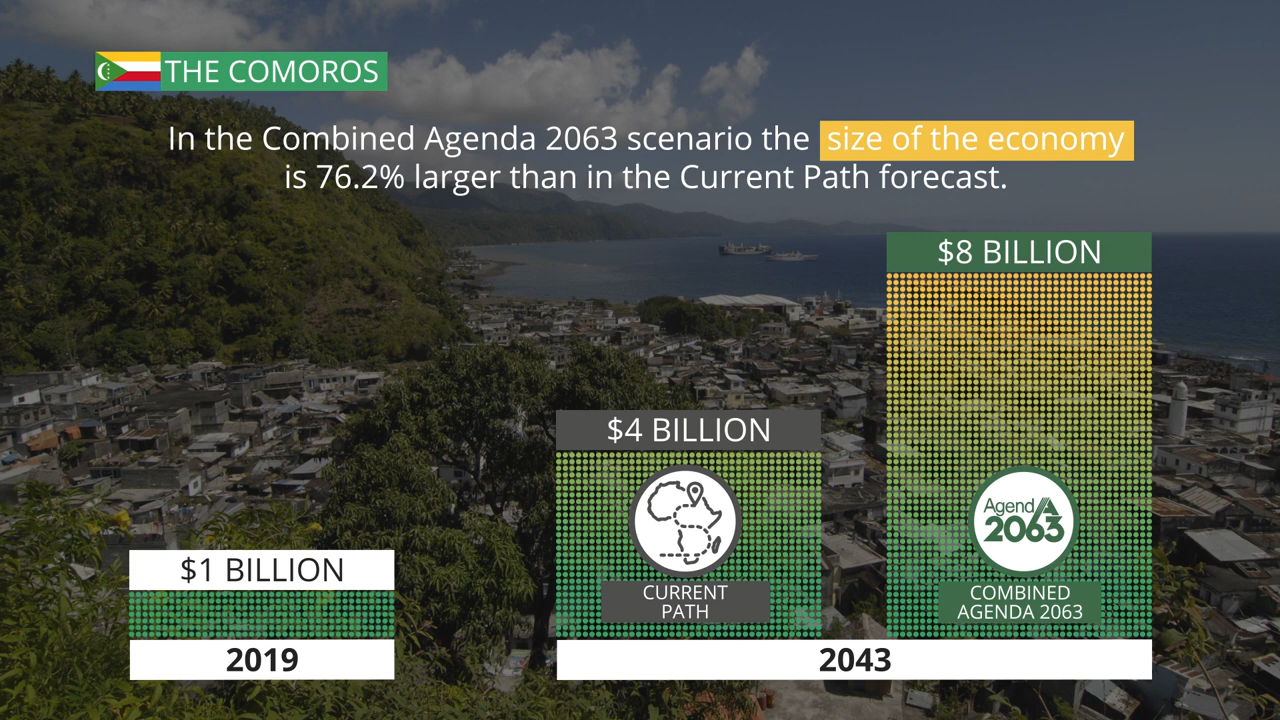 THE COMOROS
In the Combined Agenda 2063 scenario the size of the economy
is 76.2% larger than in the Current Path forecast.
$8 BILLION
$4 BILLION
$1 BILLION
CURRENT
PATH
Agenda
2063
COMBINED
AGENDA 2063
2019
2043